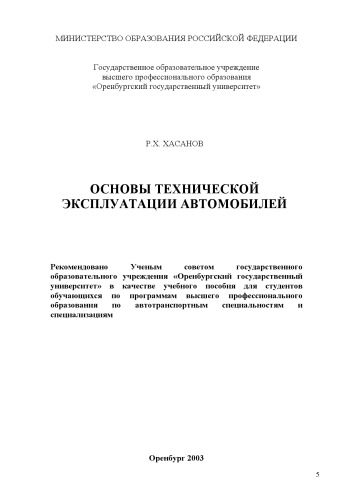 МИНИСТЕРСТВО ОБРАЗОВАНИЯ РОССИЙСКОЙ ФЕДЕРАЦИИ
Государственное образовательное учреждение
высшего профессионального образования
«Оренбургский государственный университет»
Р.Х. ХАСАНОВ
ОСНОВЫ ТЕХНИЧЕСКОЙ
ЭКСПЛУАТАЦИИ АВТОМОБИЛЕЙ
Рекомендовано Ученым советом государственного
образовательного учреждения «Оренбургский государственный
университет» в качестве учебного пособия для студентов
обучающихся по программам высшего профессионального
образования по автотранспортным специальностям и
специализациям
Оренбург 2003
5